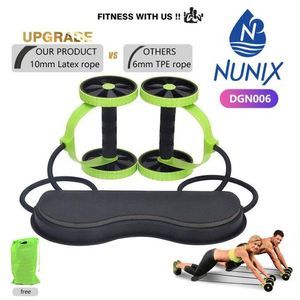 FITNESS WITH US !!
UPGRADE
OUR PRODUCT
10mm Latex rope
VS
OTHERS
6mm TPE rope
N
NUNIX
DGN006
free